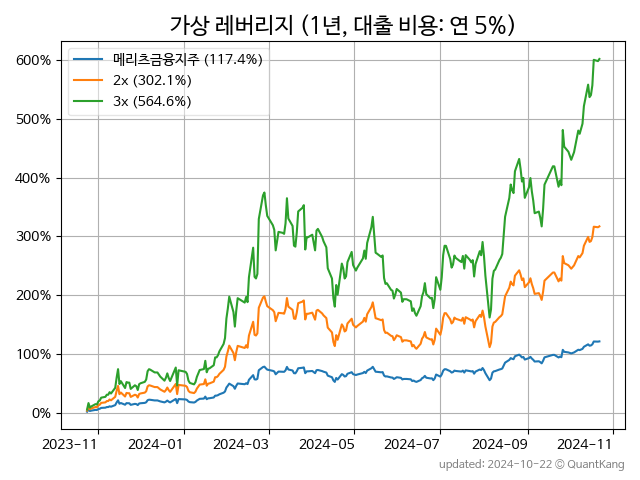 가상 레버리지 (1년, 대출 비용: 연 5%)
메리츠금융지주 (117.4%)
2x (302.1%)
3x (564.6%)
600%
500%
400%
300%
200%
100%
0%
2023-11
2024-01
2024-03
2024-05
2024-07
2024-09
2024-11
updated: 2024-10-22 © QuantKang